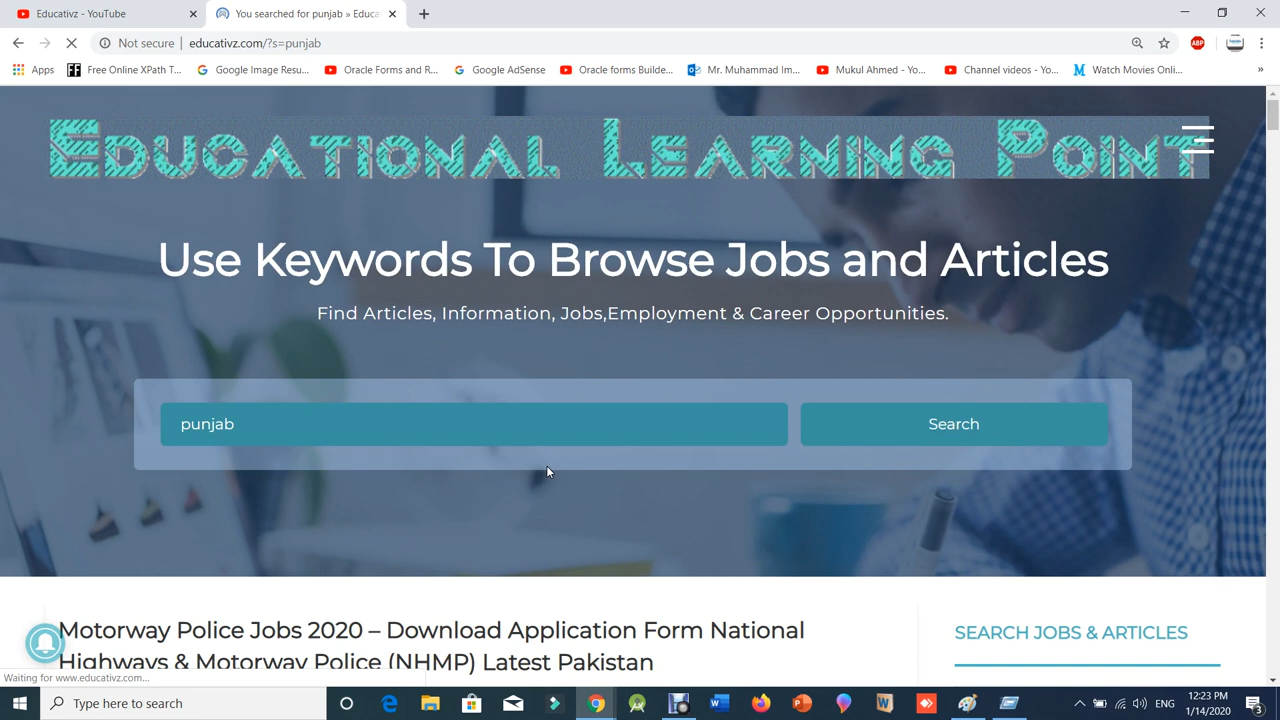 Educativz - YouTube
You searched for punjab » Educa
Not secure
educativz.com/?s=punjab
ABP
Apps
Free Online XPath T...
Google Image Resu...
Oracle Forms and R...
Google AdSense
Oracle forms Builde...
Mr. Muhammad Im...
Mukul Ahmed - Yo...
Channel videos - Yo...
Watch Movies Onli...
»
EDUCATIONAL LEARNING POINT
Use Keywords To Browse Jobs and Articles
Find Articles, Information, Jobs,Employment & Career Opportunities.
punjab
Search
Motorway Police Jobs 2020 – Download Application Form National
Highways & Motorway Police (NHMP) Latest Pakistan
SEARCH JOBS & ARTICLES
Waiting for www.educativz.com...
Type here to search
ENG
12:23 PM
1/14/2020
3